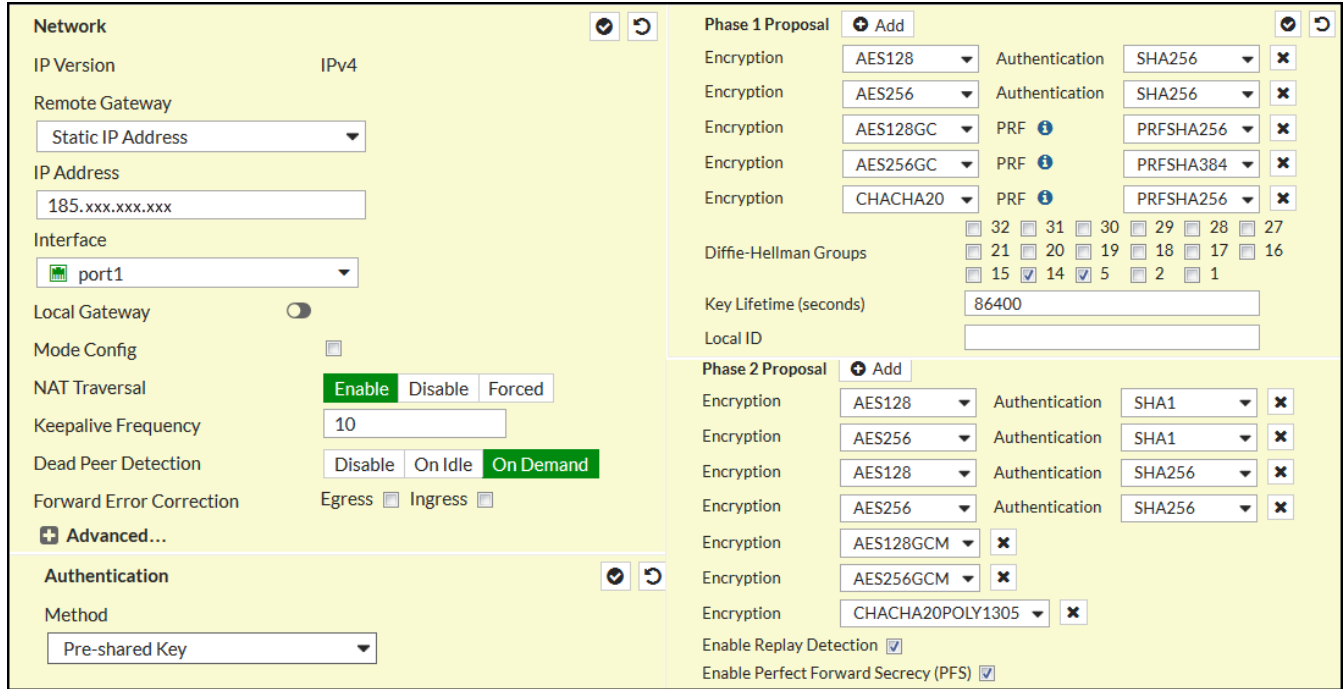 Network
IP Version IPv4
Remote Gateway
Static IP Address
IP Address
185.xxx.xxx.xxx
Interface
port1
Local Gateway
Mode Config
NAT Traversal Enable Disable Forced
Keepalive Frequency 10
Dead Peer Detection Disable On Idle On Demand
Forward Error Correction Egress Ingress
Advanced...
Authentication
Method
Pre-shared Key
Phase 1 Proposal Add
Encryption AES128 Authentication SHA256
Encryption AES256 Authentication SHA256
Encryption AES128GC PRF PRFSHA256
Encryption AES256GC PRF PRFSHA384
Encryption CHACHA20 PRF PRFSHA256
Diffie-Hellman Groups
32 31 30 29 28 27
21 20 19 18 17 16
15 14 5 2 1
Key Lifetime (seconds) 86400
Local ID
Phase 2 Proposal Add
Encryption AES128 Authentication SHA1
Encryption AES256 Authentication SHA1
Encryption AES128 Authentication SHA256
Encryption AES256 Authentication SHA256
Encryption AES128GCM
Encryption AES256GCM
Encryption CHACHA20POLY1305
Enable Replay Detection
Enable Perfect Forward Secrecy (PFS)